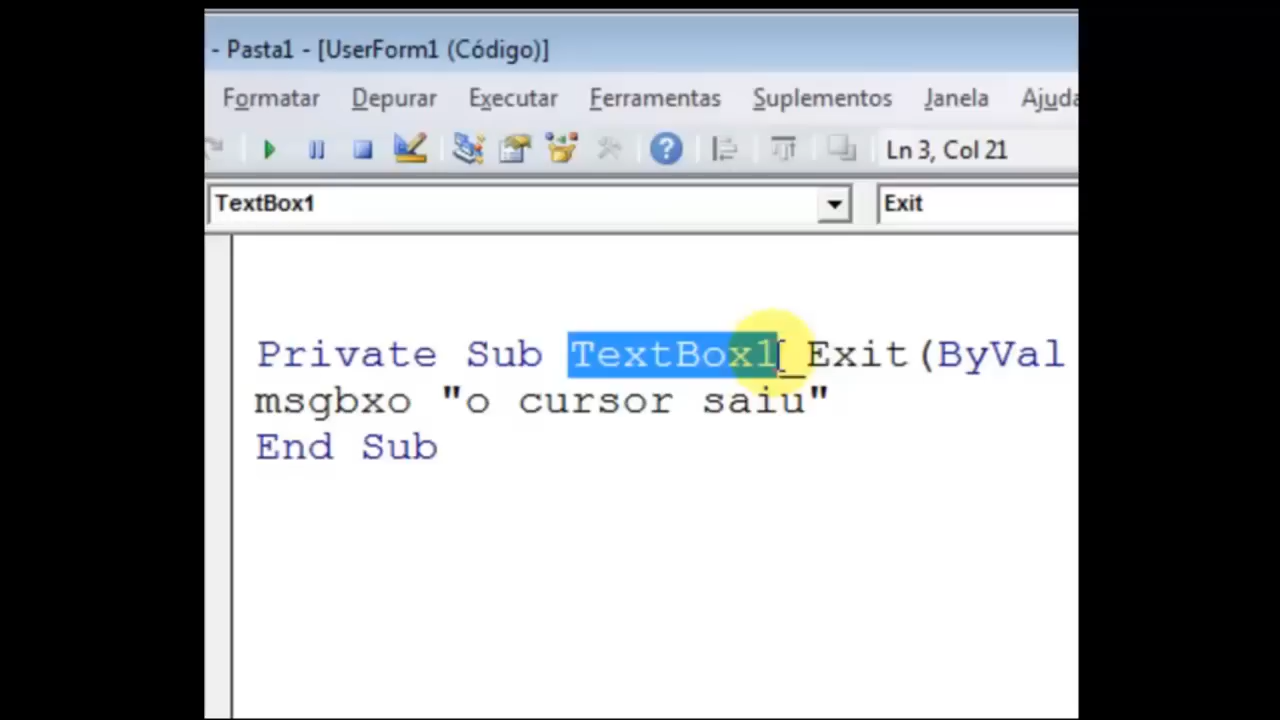 - Pasta1 - [UserForm1 (Código)]
Formatar Depurar Executar Ferramentas Suplementos Janela Ajuda
Ln 3, Col 21
TextBox1 Exit
Private Sub TextBox1_Exit(ByVal
msgbxo "o cursor saiu"
End Sub